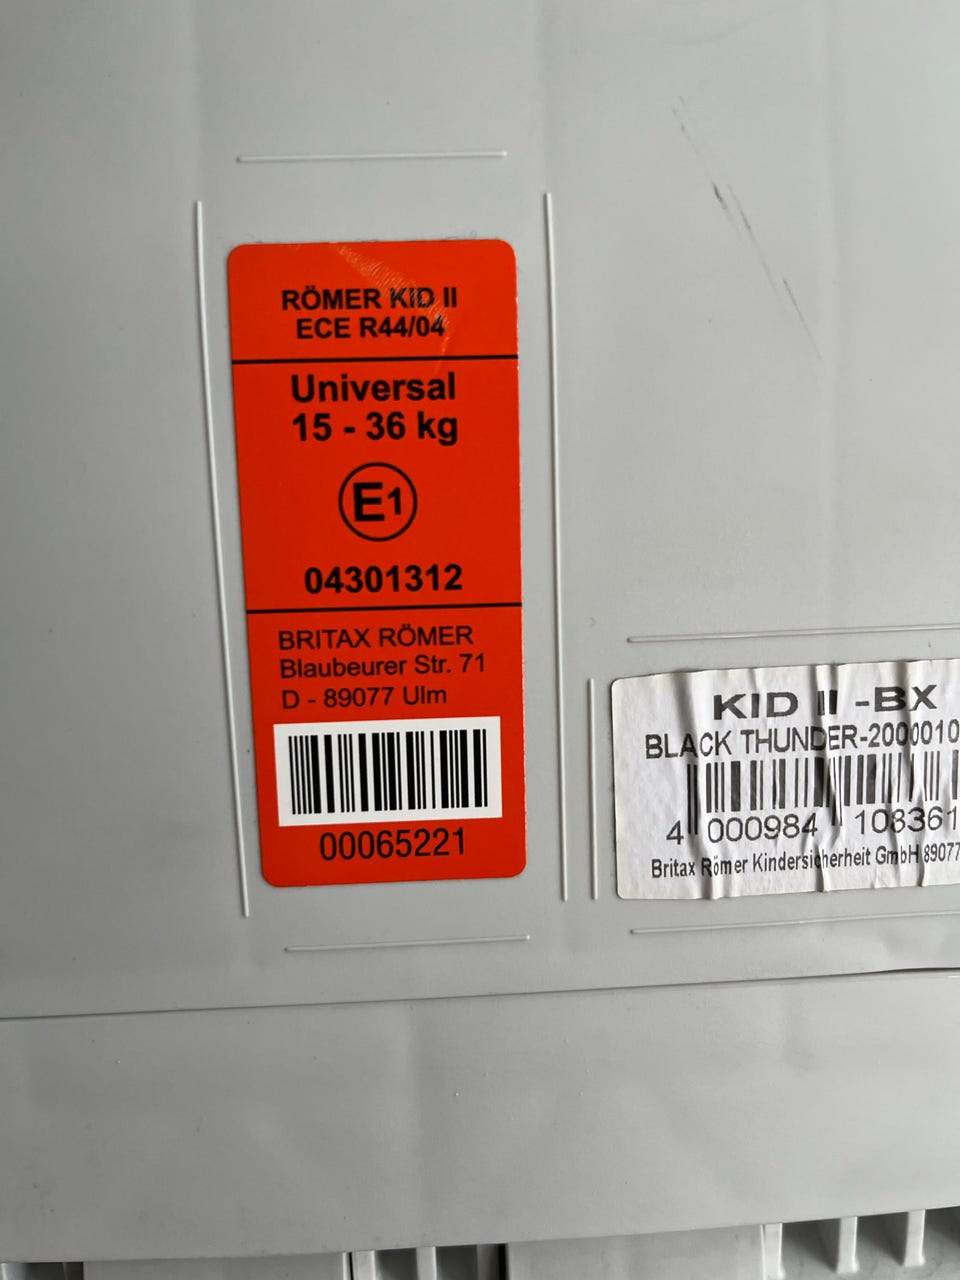 RÖMER KID II
ECE R44/04
Universal
15 - 36 kg
E1
04301312
BRITAX RÖMER
Blaubeurer Str. 71
D - 89077 Ulm
00065221
KID II -BX
BLACK THUNDER-2000010
4 000984 108361
Britax Römer Kindersicherheit GmbH 89077